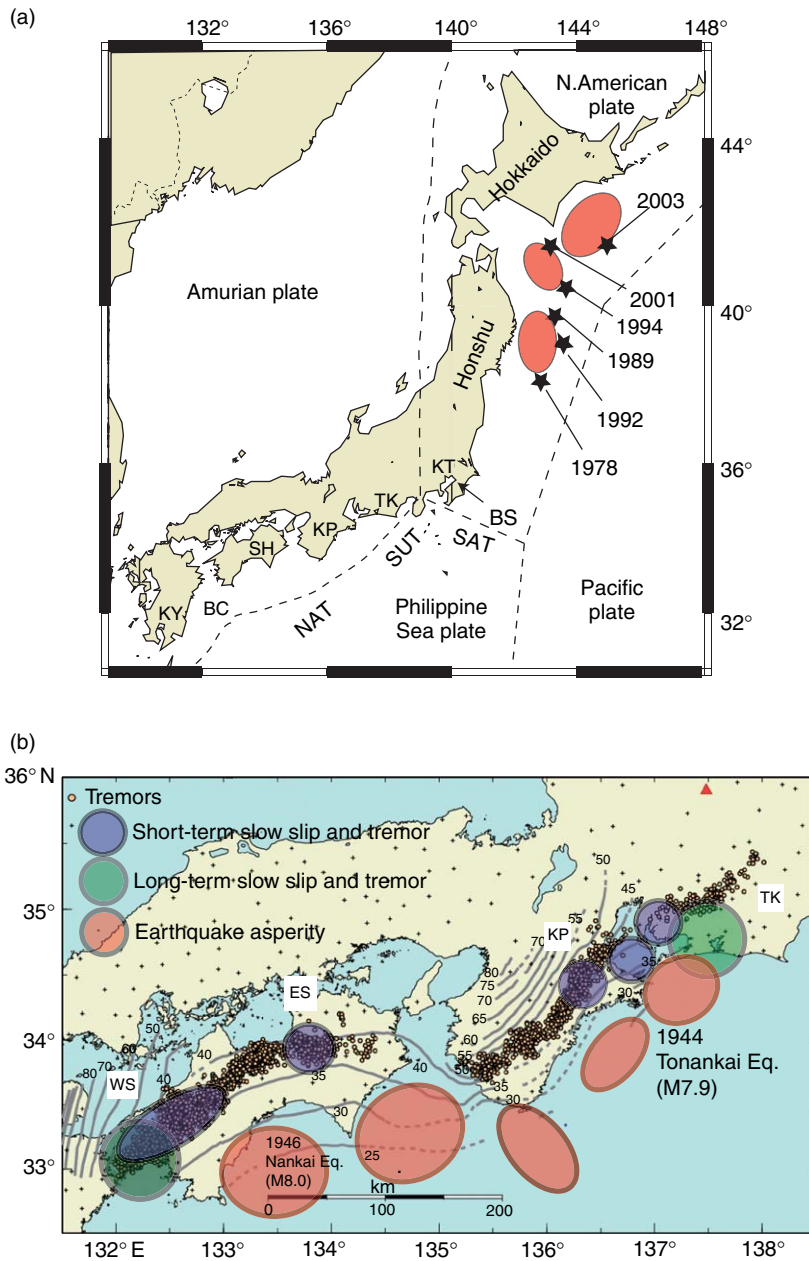 (a)
132° 136° 140° 144° 148°
N.American
plate
44°
Hokkaido
2003
Amurian plate
2001
40°
1994
Honshu
1989
1992
1978
36°
KT
TK
BS
KP
SUT
SAT
SH
KY
BC
NAT
Philippine
Sea plate
Pacific
plate
32°
(b)
36° N
Tremors
Short-term slow slip and tremor
Long-term slow slip and tremor
Earthquake asperity
50
45
TK
35°
55
KP
70
35
80
75
70
65
30
ES
34°
50
60
1944
Tonankai Eq.
(M7.9)
60
40
55
50
80
70
WS
40
35
40
35
30
30
1946
Nankai Eq.
(M8.0)
25
33°
km
0 100 200
132° E 133° 134° 135° 136° 137° 138°